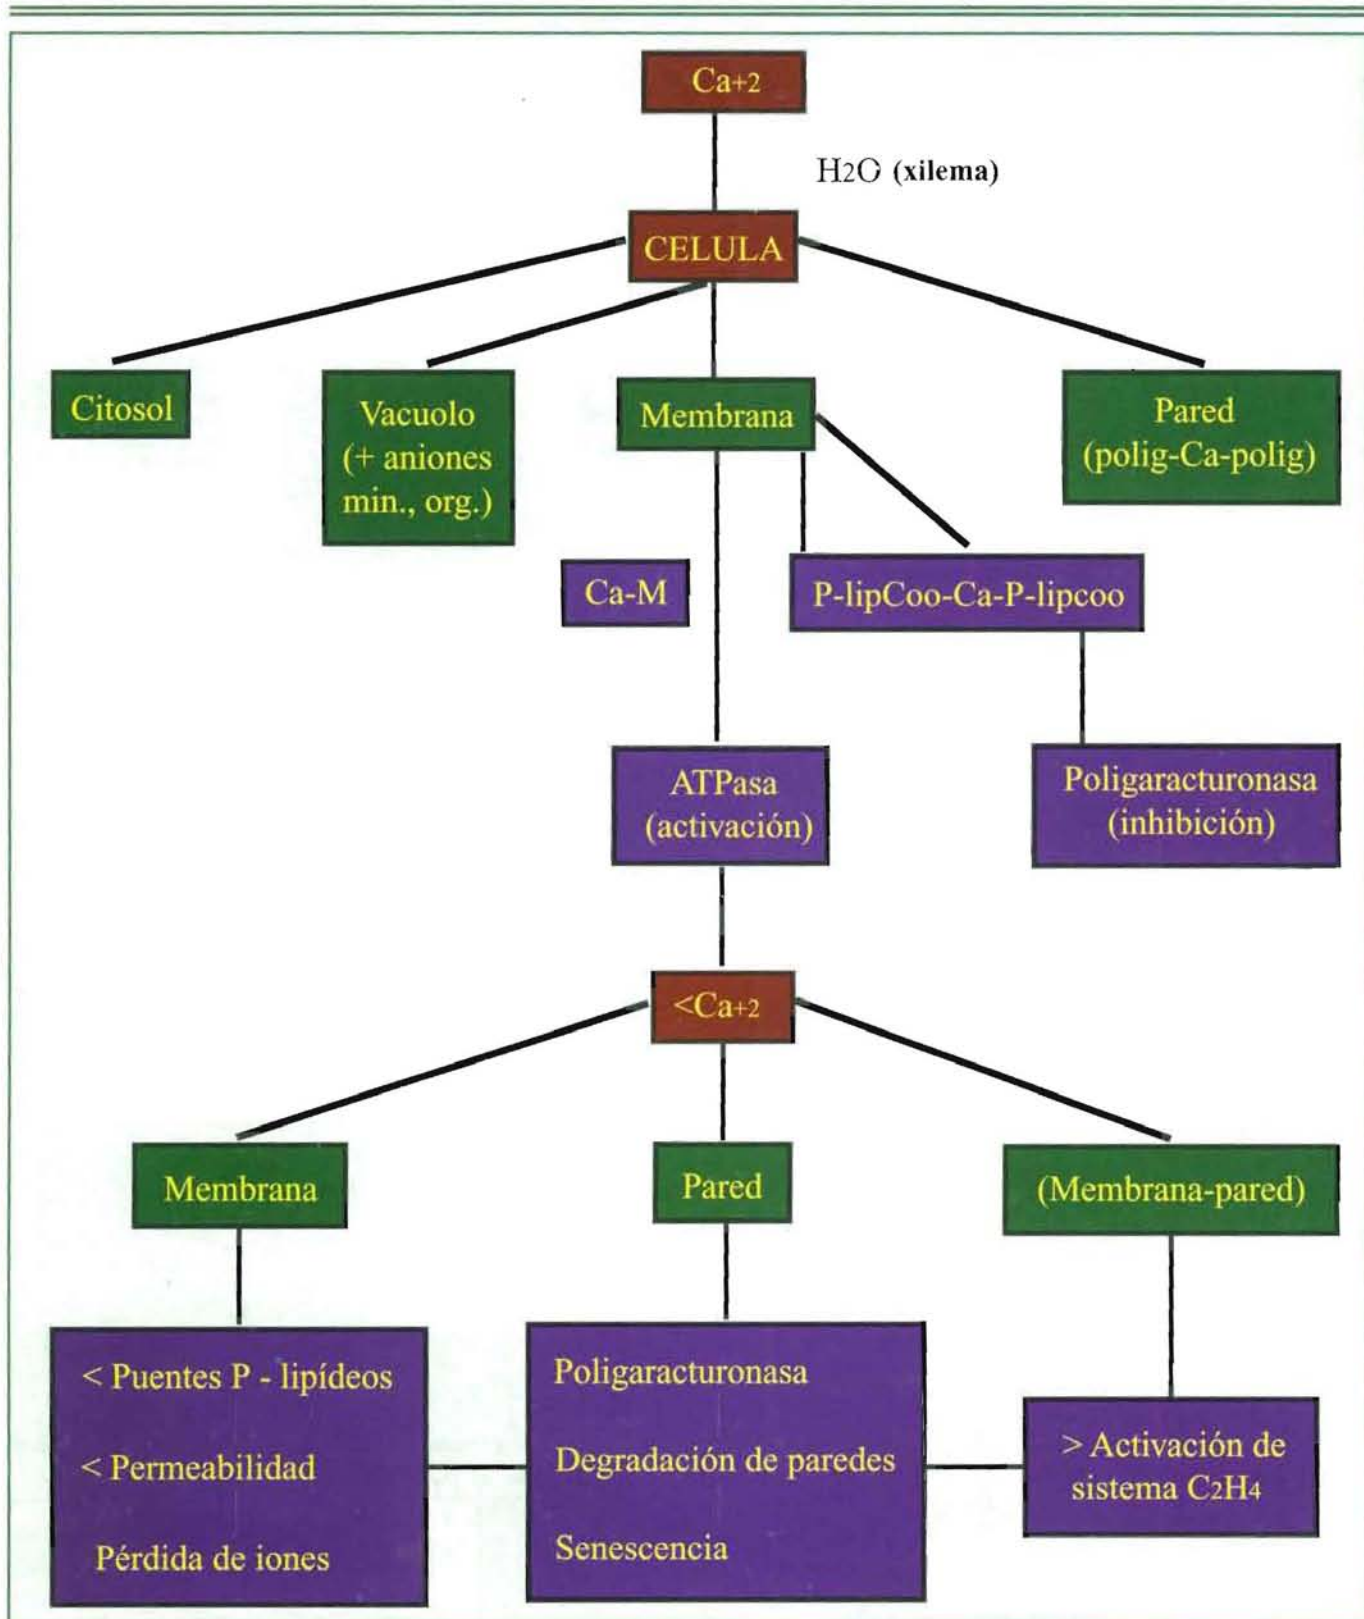 Ca+2
H2O (xilema)
CELULA
Citosol
Vacuolo
(+ aniones
min., org.)
Membrana
Pared
(polig-Ca-polig)
Ca-M
P-lipCoo-Ca-P-lipcoo
ATPasa
(activación)
Poligaracturonasa
(inhibición)
<Ca+2
Membrana
Pared
(Membrana-pared)
< Puentes P - lipídeos
< Permeabilidad
Pérdida de iones
Poligaracturonasa
Degradación de paredes
Senescencia
> Activación de
sistema C2H4